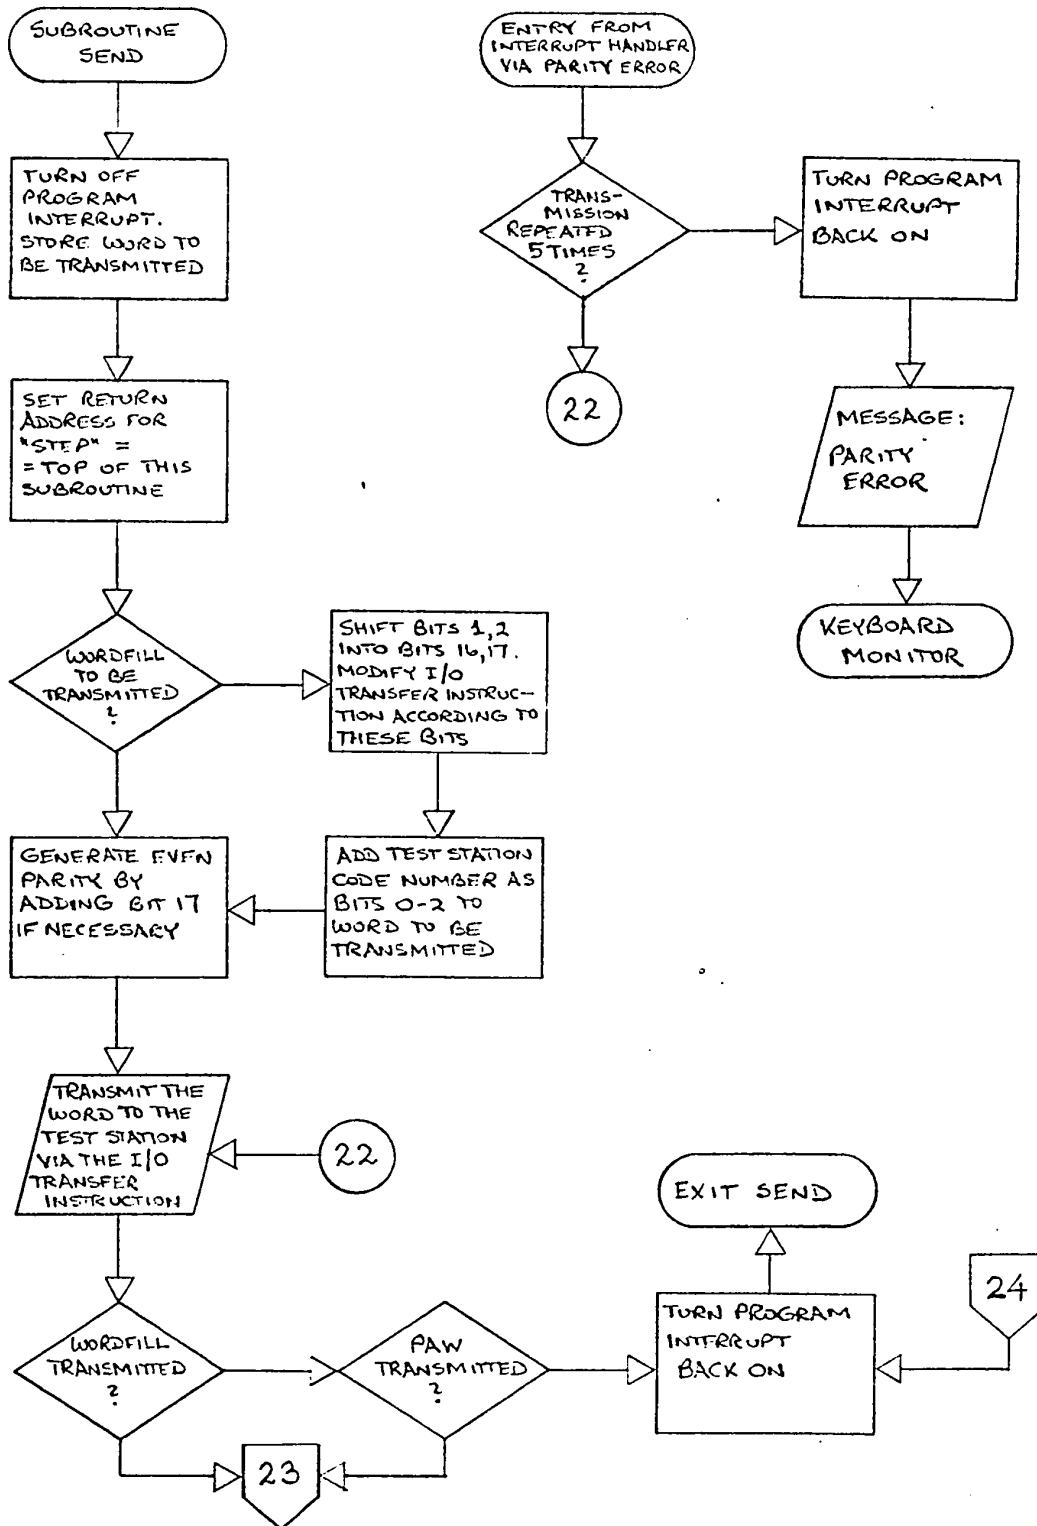 SUBROUTINE
SEND
TURN OFF
PROGRAM
INTERRUPT.
STORE WORD TO
BE TRANSMITTED
SET RETURN
ADDRESS FOR
"STEP" =
= TOP OF THIS
SUBROUTINE
WORDFILL
TO BE
TRANSMITTED
?
SHIFT BITS 1,2
INTO BITS 16,17.
MODIFY I/O
TRANSFER INSTRUC-
TION ACCORDING TO
THESE BITS
GENERATE EVEN
PARITY BY
ADDING BIT 17
IF NECESSARY
ADD TEST STATION
CODE NUMBER AS
BITS 0-2 TO
WORD TO BE
TRANSMITTED
TRANSMIT THE
WORD TO THE
TEST STATION
VIA THE I/O
TRANSFER
INSTRUCTION
22
WORDFILL
TRANSMITTED
?
PAW
TRANSMITTED
?
23
TURN PROGRAM
INTERRUPT
BACK ON
EXIT SEND
24
ENTRY FROM
INTERRUPT HANDLER
VIA PARITY ERROR
TRANS-
MISSION
REPEATED
5 TIMES
?
22
TURN PROGRAM
INTERRUPT
BACK ON
MESSAGE:
PARITY
ERROR
KEYBOARD
MONITOR